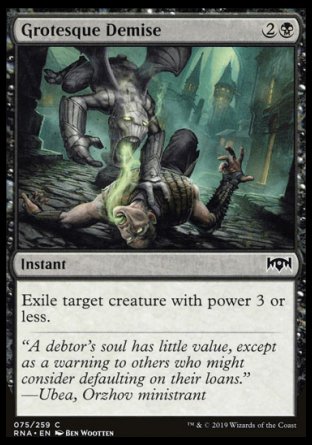 Grotesque Demise 2
Instant
Exile target creature with power 3 or
less.
“A debtor’s soul has little value, except
as a warning to others who might
consider defaulting on their loans.”
—Ubea, Orzhov ministrant
075/259 C
RNA • EN Ben Wootten
™ & © 2019 Wizards of the Coast